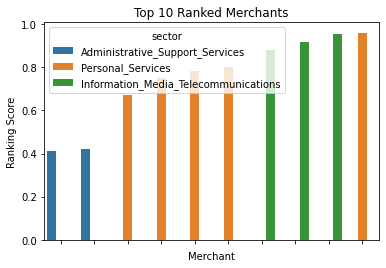 Top 10 Ranked Merchants
sector
Administrative_Support_Services
Personal_Services
Information_Media_Telecommunications
Ranking Score
1.0
0.8
0.6
0.4
0.2
0.0
Merchant